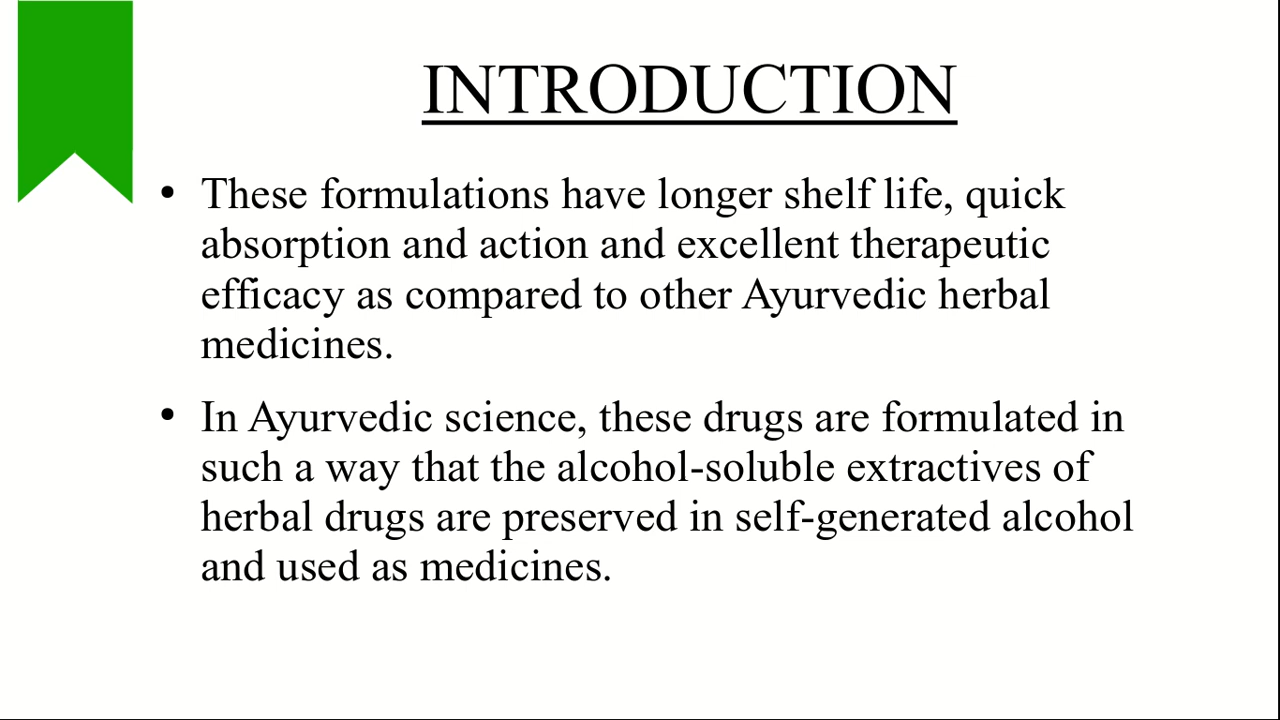 INTRODUCTION
• These formulations have longer shelf life, quick
absorption and action and excellent therapeutic
efficacy as compared to other Ayurvedic herbal
medicines.
• In Ayurvedic science, these drugs are formulated in
such a way that the alcohol-soluble extractives of
herbal drugs are preserved in self-generated alcohol
and used as medicines.